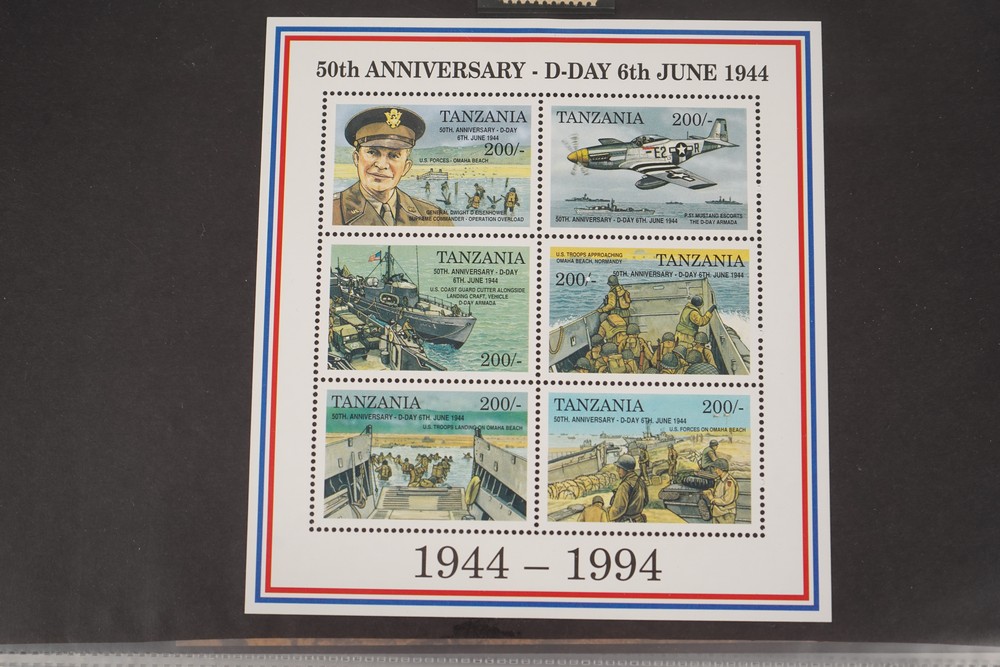 50th ANNIVERSARY - D-DAY 6th JUNE 1944
TANZANIA
50TH. ANNIVERSARY - D-DAY
6TH. JUNE 1944
200/-
U.S. FORCES - OMAHA BEACH
GENERAL DWIGHT D EISENHOWER
SUPREME COMMANDER - OPERATION OVERLOAD
TANZANIA 200/-
E2 R
50TH. ANNIVERSARY - D-DAY 6TH. JUNE 1944
P.51 MUSTANG ESCORTS
THE D-DAY ARMADA
TANZANIA
50TH. ANNIVERSARY - D-DAY
6TH. JUNE 1944
U.S. COAST GUARD CUTTER ALONGSIDE
LANDING CRAFT, VEHICLE
D-DAY ARMADA
200/-
U.S. TROOPS APPROACHING
OMAHA BEACH, NORMANDY
TANZANIA
200/-
50TH. ANNIVERSARY - D-DAY 6TH. JUNE 1944
TANZANIA 200/-
50TH. ANNIVERSARY - D-DAY 6TH. JUNE 1944
U.S. TROOPS LANDING ON OMAHA BEACH
TANZANIA 200/-
50TH. ANNIVERSARY - D-DAY 6TH. JUNE 1944
U.S. FORCES ON OMAHA BEACH
1944 – 1994